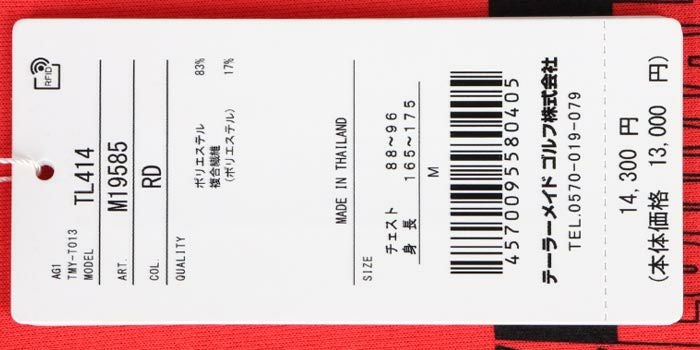 RFID
AG1
TMY-T013
MODEL TL414
ART. M19585
COL. RD
QUALITY
ポリエステル 83%
複合繊維 17%
(ポリエステル)
MADE IN THAILAND
SIZE
チェスト 88~96
身長 165~175
M
4570095580405
テーラーメイド ゴルフ株式会社
TEL.0570-019-079
14,300 円
(本体価格 13,000 円)